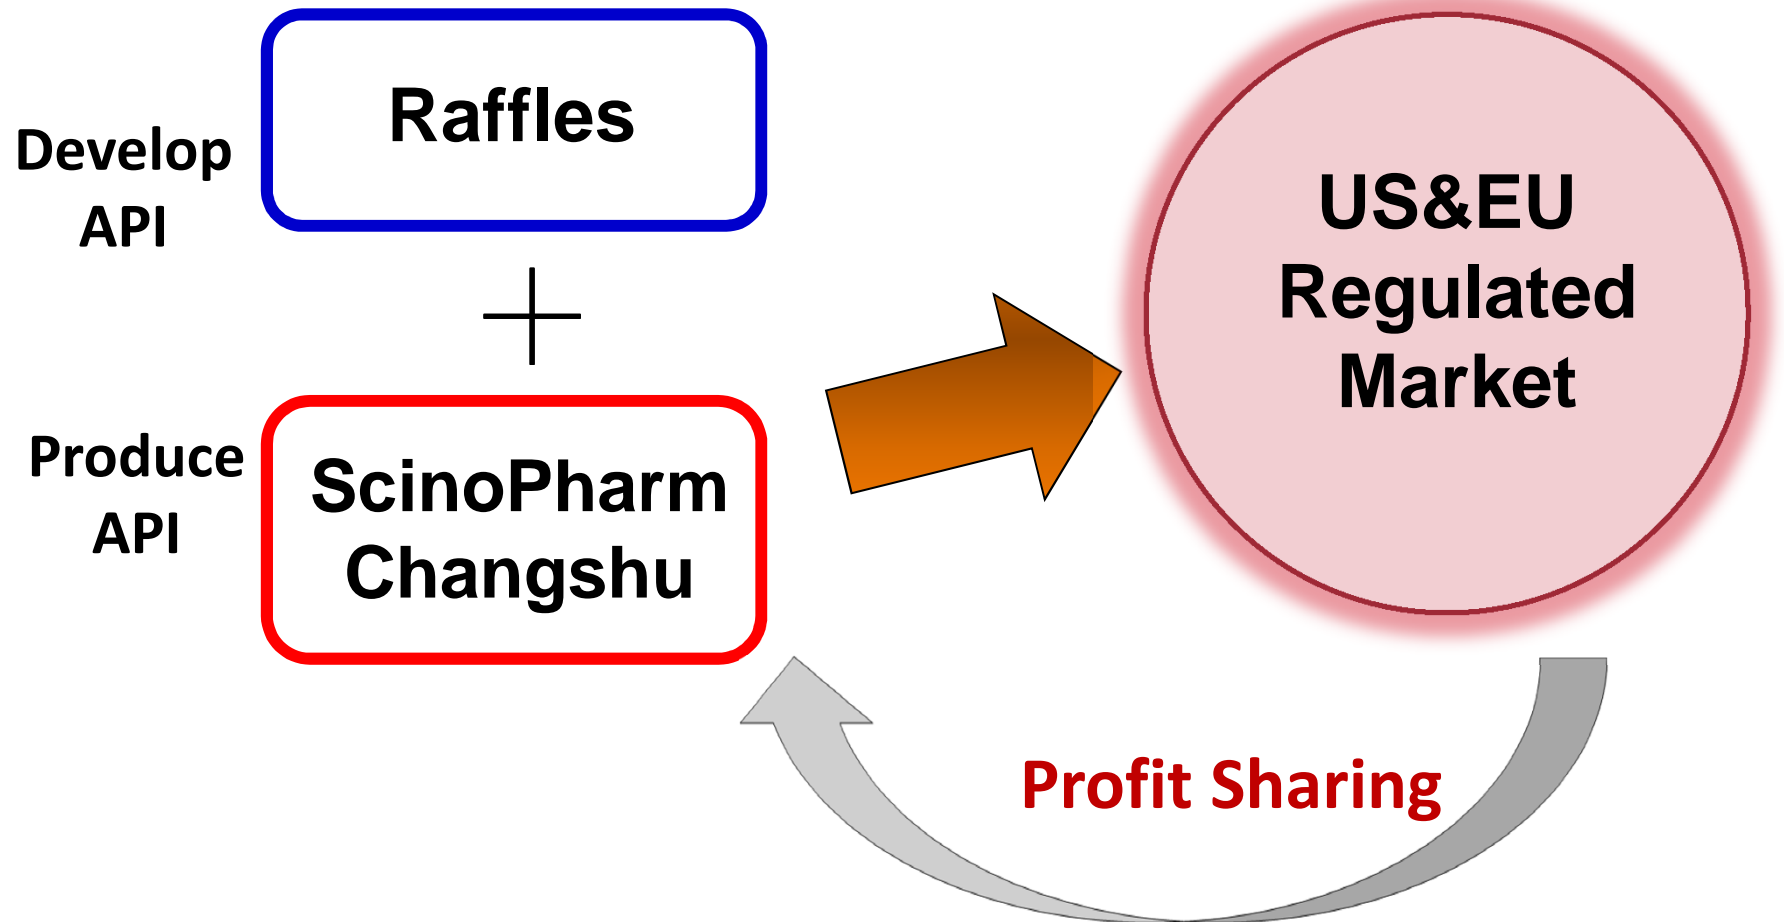 Develop
API
Raffles
Produce
API
ScinoPharm
Changshu
US&EU
Regulated
Market
Profit Sharing